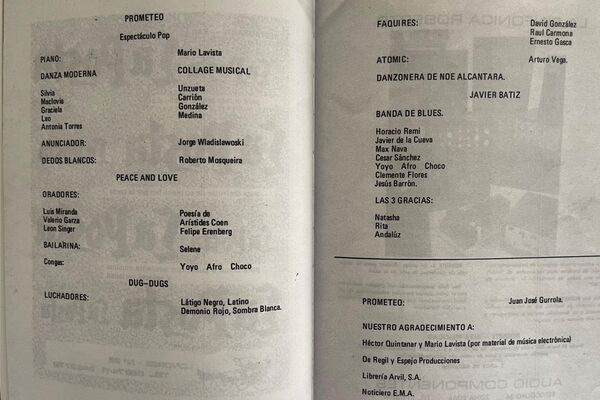 PROMETEO
Espectáculo Pop
PIANO: Mario Lavista
DANZA MODERNA COLLAGE MUSICAL
Silvia Unzueta
Maclovia Carrión
Graciela González
Leo Medina
Antonia Torres
ANUNCIADOR: Jorge Wladislawoski
DEDOS BLANCOS: Roberto Mosqueira
PEACE AND LOVE
ORADORES:
Luis Miranda Poesía de
Valerio Garza Arístides Coen
Leon Singer Felipe Erenberg
BAILARINA: Selene
Congas: Yoyo Afro Choco
DUG-DUGS
LUCHADORES: Látigo Negro, Latino
Demonio Rojo, Sombra Blanca.
FAQUIRES: David González
Raul Carmona
Ernesto Gasca
ATOMIC: Arturo Vega.
DANZONERA DE NOE ALCANTARA.
JAVIER BATIZ
BANDA DE BLUES.
Horacio Remi
Javier de la Cueva
Max Nava
Cesar Sánchez
Yoyo Afro Choco
Clemente Flores
Jesús Barrón.
LAS 3 GRACIAS:
Natasha
Rita
Andalúz
PROMETEO: Juan José Gurrola.
NUESTRO AGRADECIMIENTO A:
Héctor Quintanar y Mario Lavista (por material de música electrónica)
De Regil y Espejo Producciones
Librería Arvil, S.A.
Noticiero E.M.A.